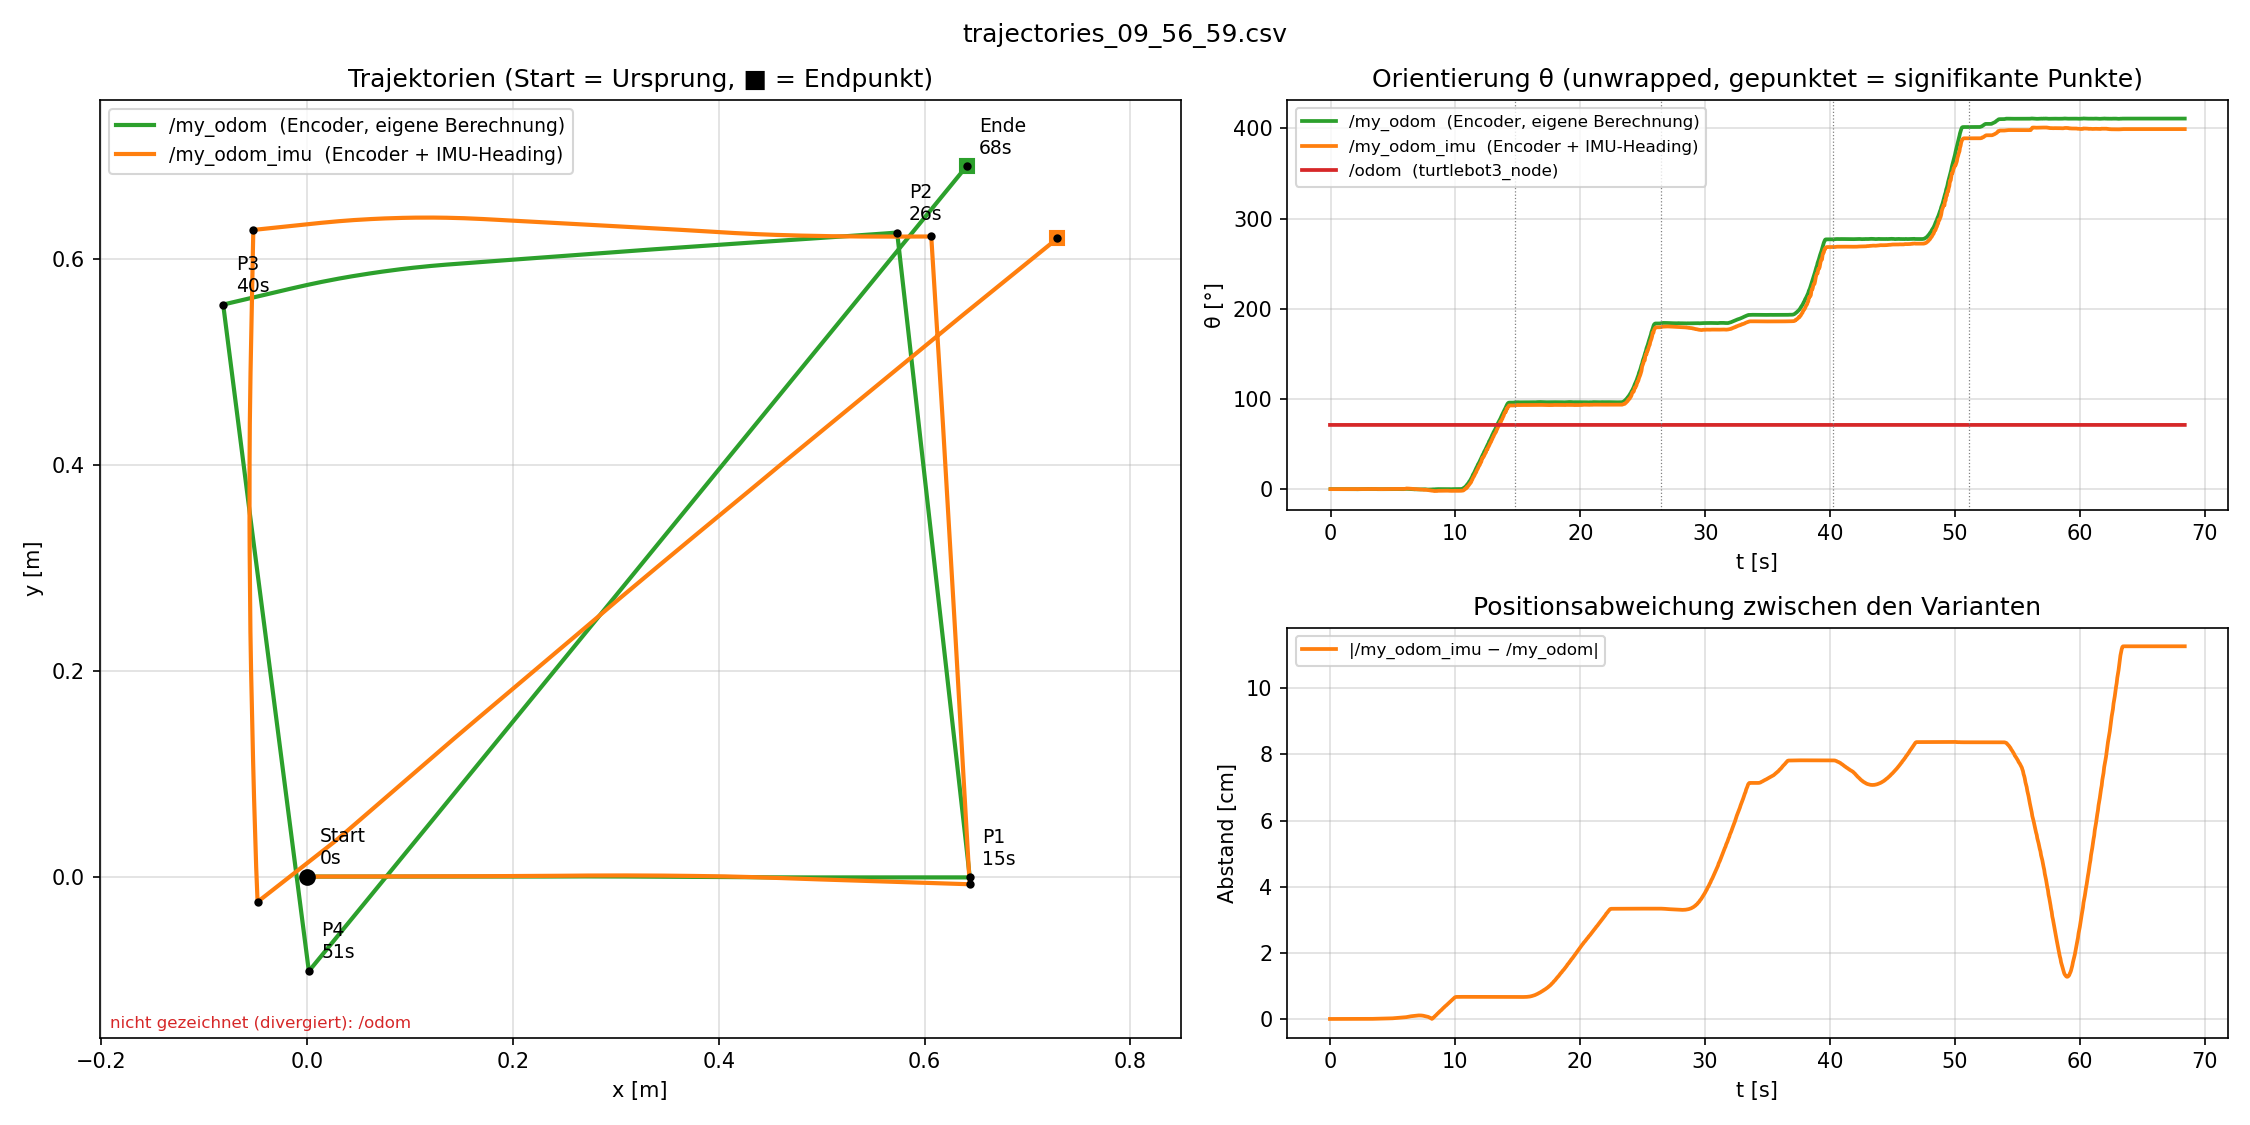 trajectories_09_56_59.csv
Trajektorien (Start = Ursprung, ■ = Endpunkt)
/my_odom  (Encoder, eigene Berechnung)
/my_odom_imu  (Encoder + IMU-Heading)
Ende
68s
P2
26s
P3
40s
Start
0s
P1
15s
P4
51s
nicht gezeichnet (divergiert): /odom
0.6
0.4
0.2
0.0
y [m]
−0.2
0.0
0.2
0.4
0.6
0.8
x [m]
Orientierung θ (unwrapped, gepunktet = signifikante Punkte)
/my_odom  (Encoder, eigene Berechnung)
/my_odom_imu  (Encoder + IMU-Heading)
/odom  (turtlebot3_node)
400
300
200
100
0
θ [°]
0
10
20
30
40
50
60
70
t [s]
Positionsabweichung zwischen den Varianten
|/my_odom_imu − /my_odom|
10
8
6
4
2
0
Abstand [cm]
0
10
20
30
40
50
60
70
t [s]